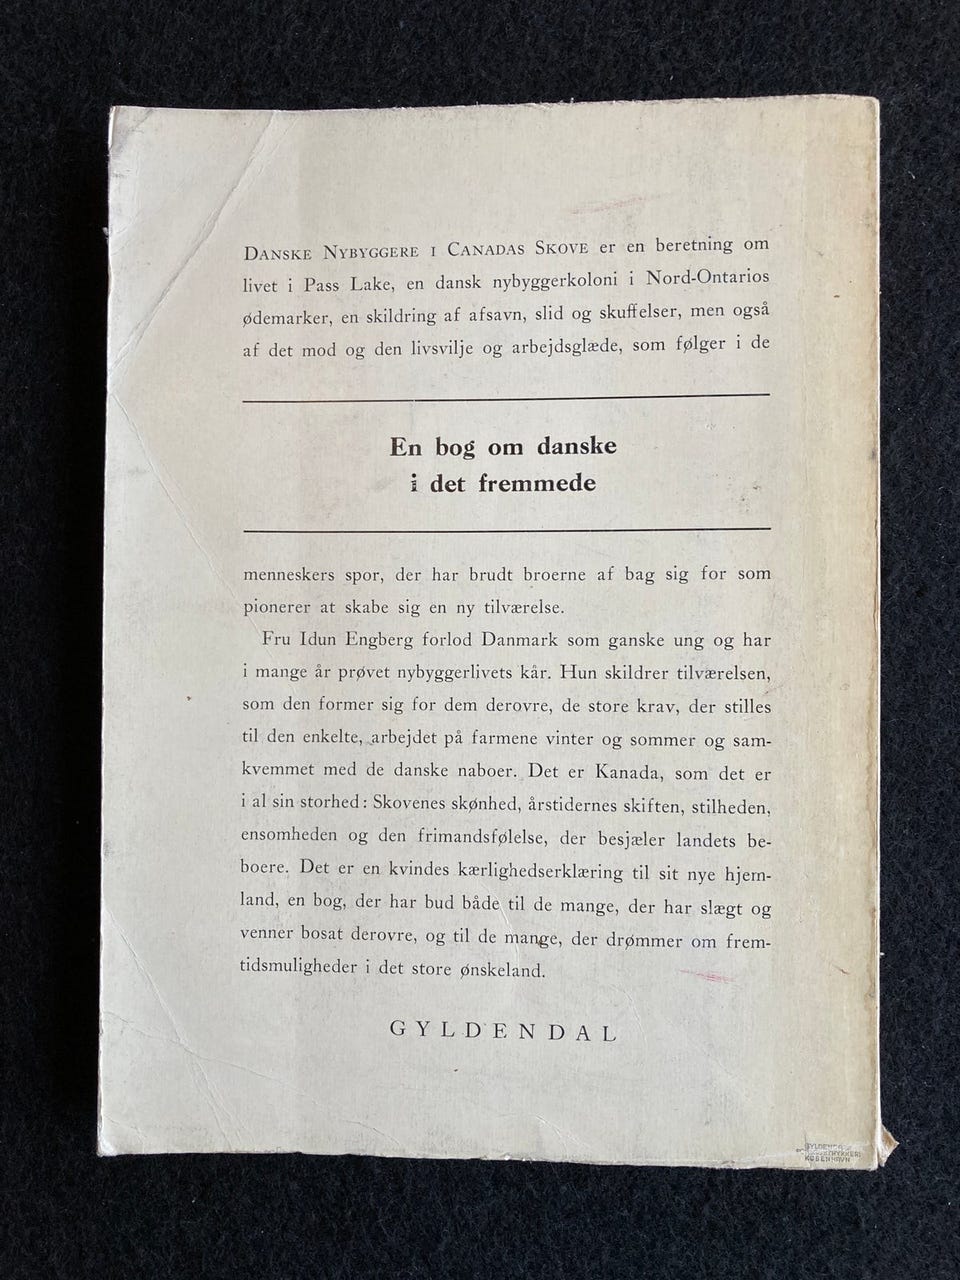 DANSKE NYBYGGERE I CANADAS SKOVE er en beretning om
livet i Pass Lake, en dansk nybyggerkoloni i Nord-Ontarios
ødemarker, en skildring af afsavn, slid og skuffelser, men også
af det mod og den livsvilje og arbejdsglæde, som følger i de
En bog om danske
i det fremmede
menneskers spor, der har brudt broerne af bag sig for som
pionerer at skabe sig en ny tilværelse.
Fru Idun Engberg forlod Danmark som ganske ung og har
i mange år prøvet nybyggerlivets kår. Hun skildrer tilværelsen,
som den former sig for dem derovre, de store krav, der stilles
til den enkelte, arbejdet på farmene vinter og sommer og sam-
kvemmet med de danske naboer. Det er Kanada, som det er
i al sin storhed: Skovenes skønhed, årstidernes skiften, stilheden,
ensomheden og den frimandsfølelse, der besjæler landets be-
boere. Det er en kvindes kærlighedserklæring til sit nye hjem-
land, en bog, der har bud både til de mange, der har slægt og
venner bosat derovre, og til de mange, der drømmer om frem-
tidsmuligheder i det store ønskeland.
GYLDENDAL
KØBENHAVN